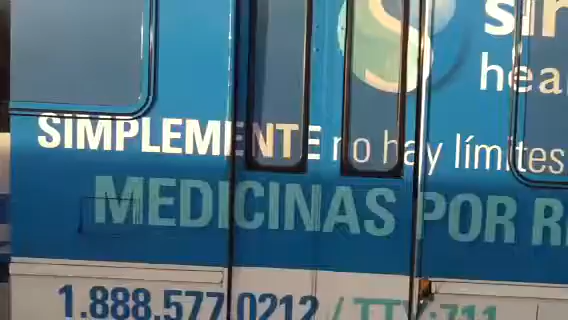 S
hea
SIMPLEMENTE no hay límites
MEDICINAS POR
1.888.577.0212 / TTY:711